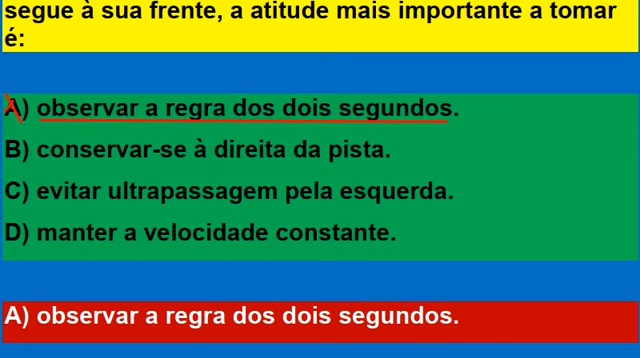 segue à sua frente, a atitude mais importante a tomar
é:
A) observar a regra dos dois segundos.
B) conservar-se à direita da pista.
C) evitar ultrapassagem pela esquerda.
D) manter a velocidade constante.
A) observar a regra dos dois segundos.